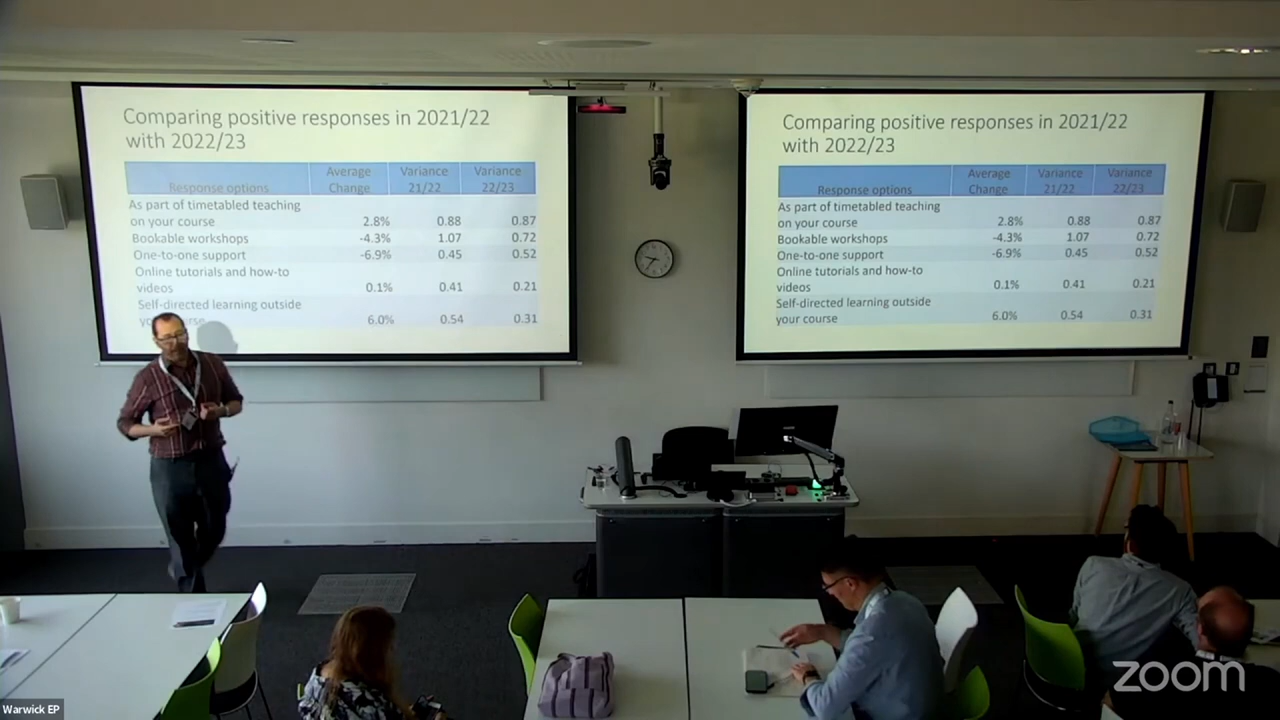 Comparing positive responses in 2021/22
with 2022/23
Response options Average Change Variance 21/22 Variance 22/23
As part of timetabled teaching
on your course 2.8% 0.88 0.87
Bookable workshops -4.3% 1.07 0.72
One-to-one support -6.9% 0.45 0.52
Online tutorials and how-to
videos 0.1% 0.41 0.21
Self-directed learning outside
your course 6.0% 0.54 0.31
Comparing positive responses in 2021/22
with 2022/23
Response options Average Change Variance 21/22 Variance 22/23
As part of timetabled teaching
on your course 2.8% 0.88 0.87
Bookable workshops -4.3% 1.07 0.72
One-to-one support -6.9% 0.45 0.52
Online tutorials and how-to
videos 0.1% 0.41 0.21
Self-directed learning outside
your course 6.0% 0.54 0.31
Warwick EP
zoom